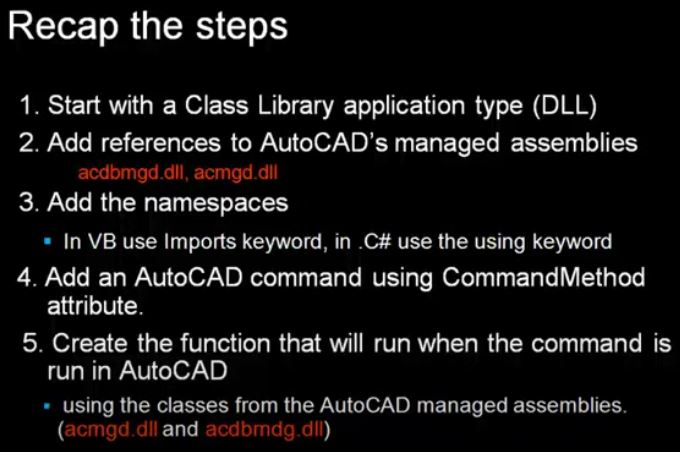 Recap the steps
1. Start with a Class Library application type (DLL)
2. Add references to AutoCAD's managed assemblies
acdbmgd.dll, acmgd.dll
3. Add the namespaces
▪ In VB use Imports keyword, in .C# use the using keyword
4. Add an AutoCAD command using CommandMethod
attribute.
5. Create the function that will run when the command is
run in AutoCAD
▪ using the classes from the AutoCAD managed assemblies.
(acmgd.dll and acdbmdg.dll)